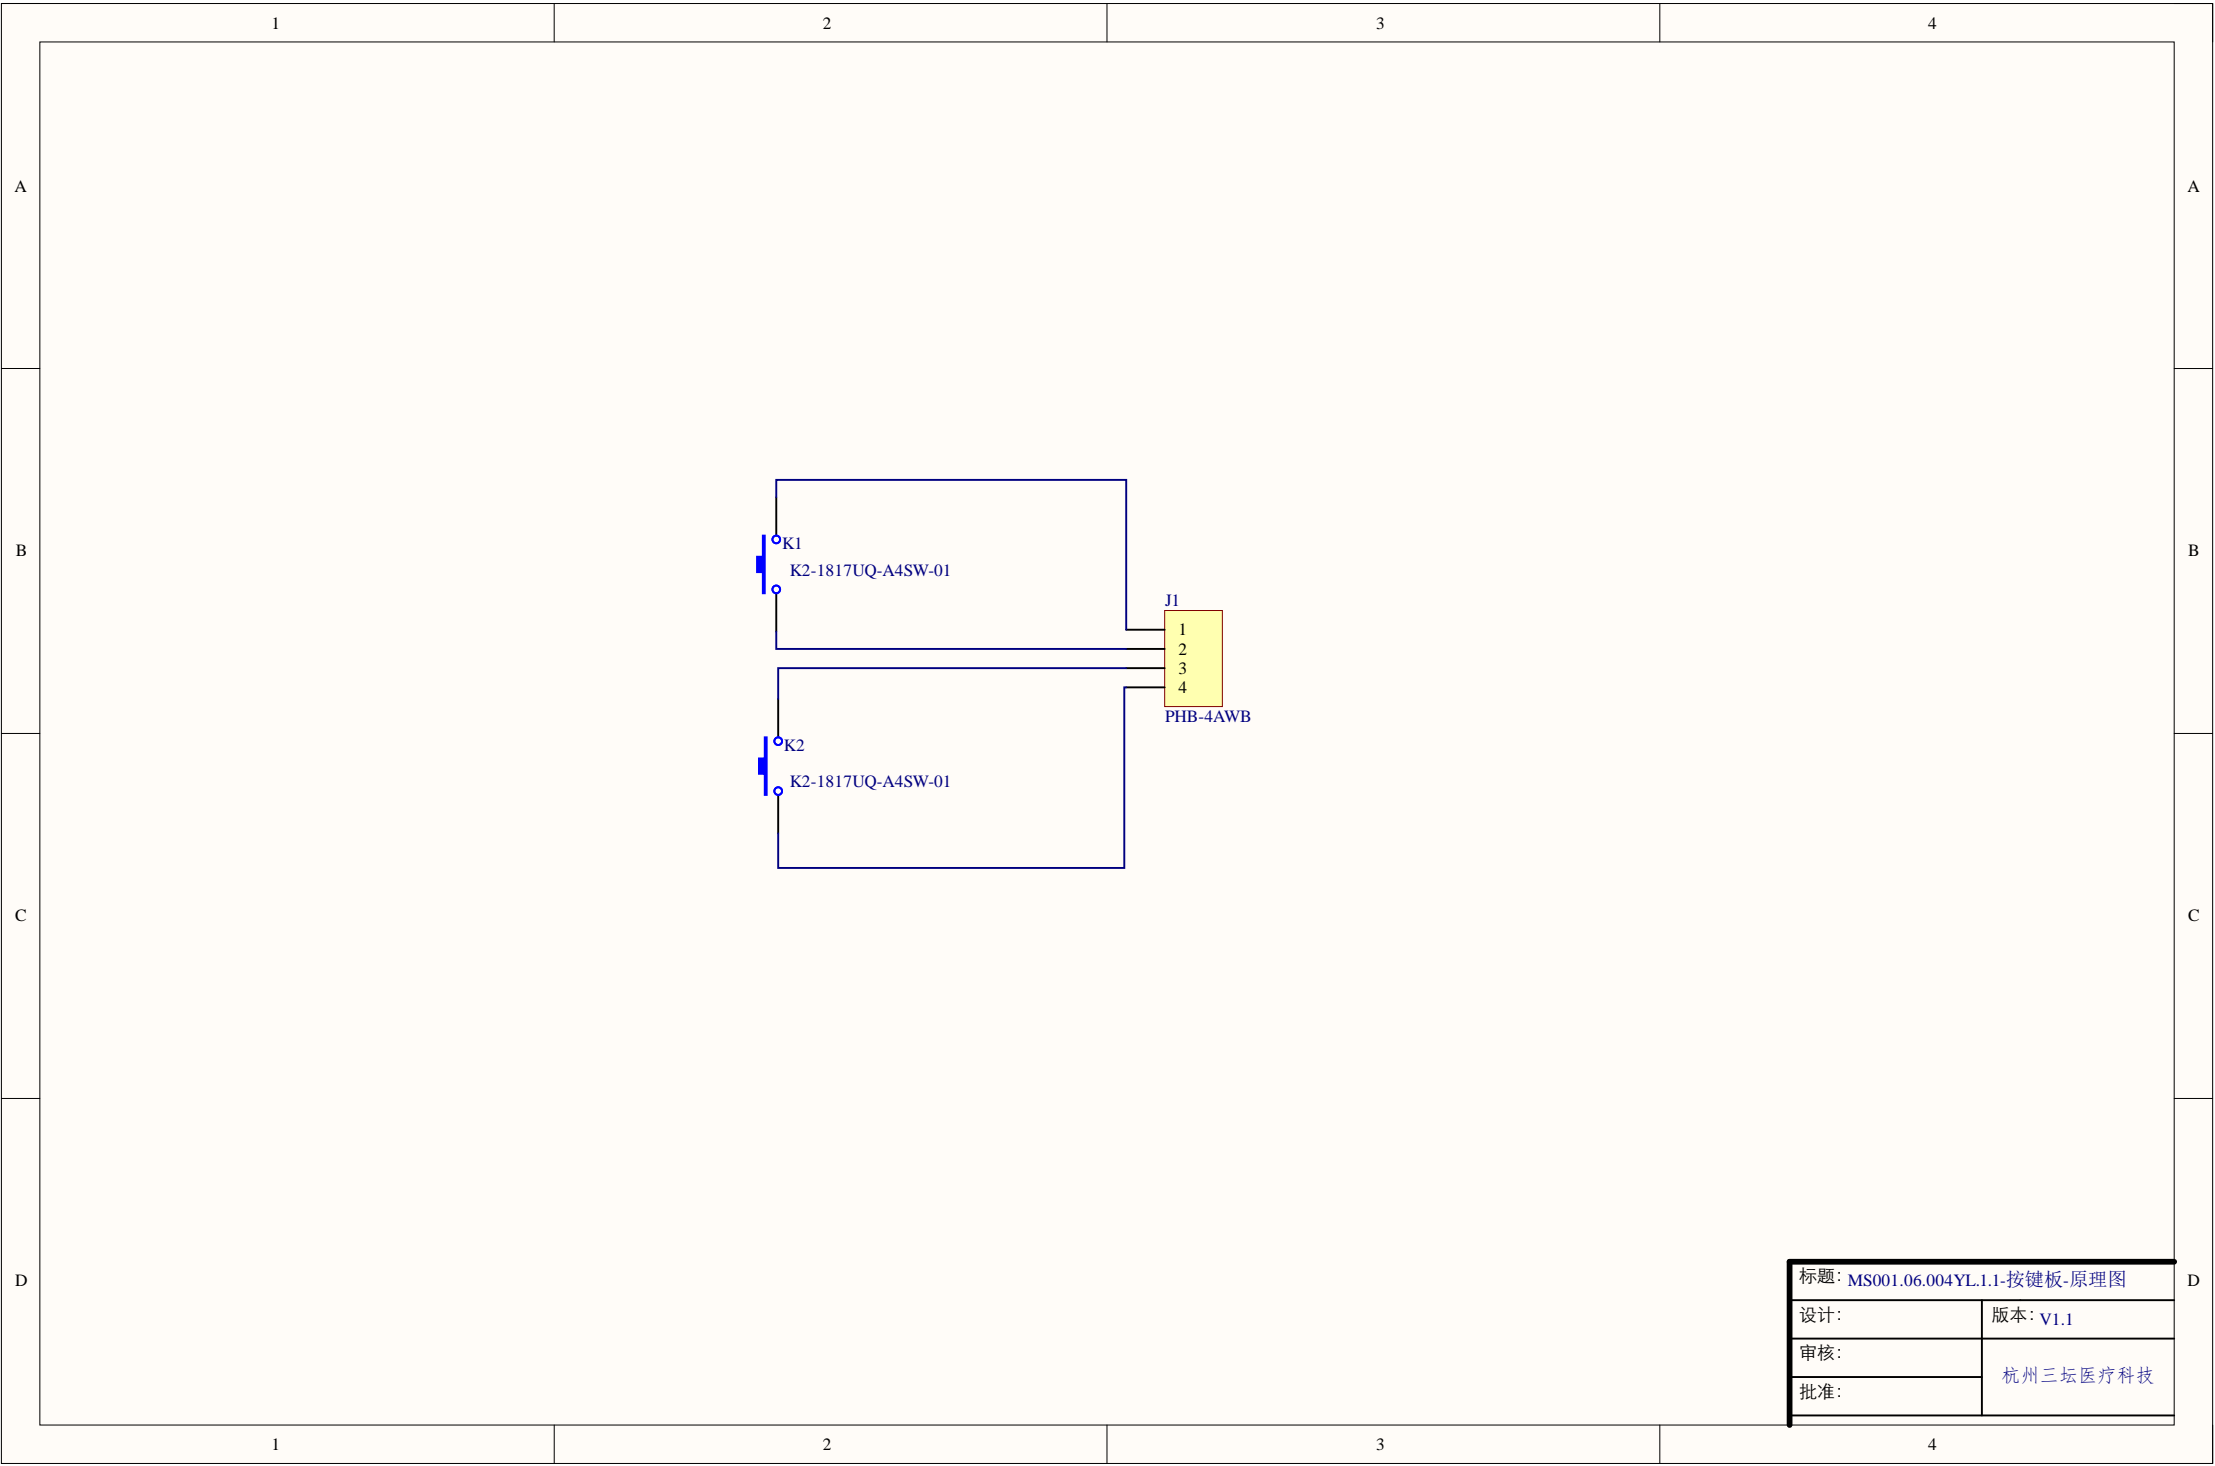 1 2 3 4
A A
B B
K1
K2-1817UQ-A4SW-01
J1
1
2
3
4
PHB-4AWB
K2
K2-1817UQ-A4SW-01
C C
D D
标题: MS001.06.004YL.1.1-按键板-原理图
设计: 版本: V1.1
审核:
杭州三坛医疗科技
批准:
1 2 3 4